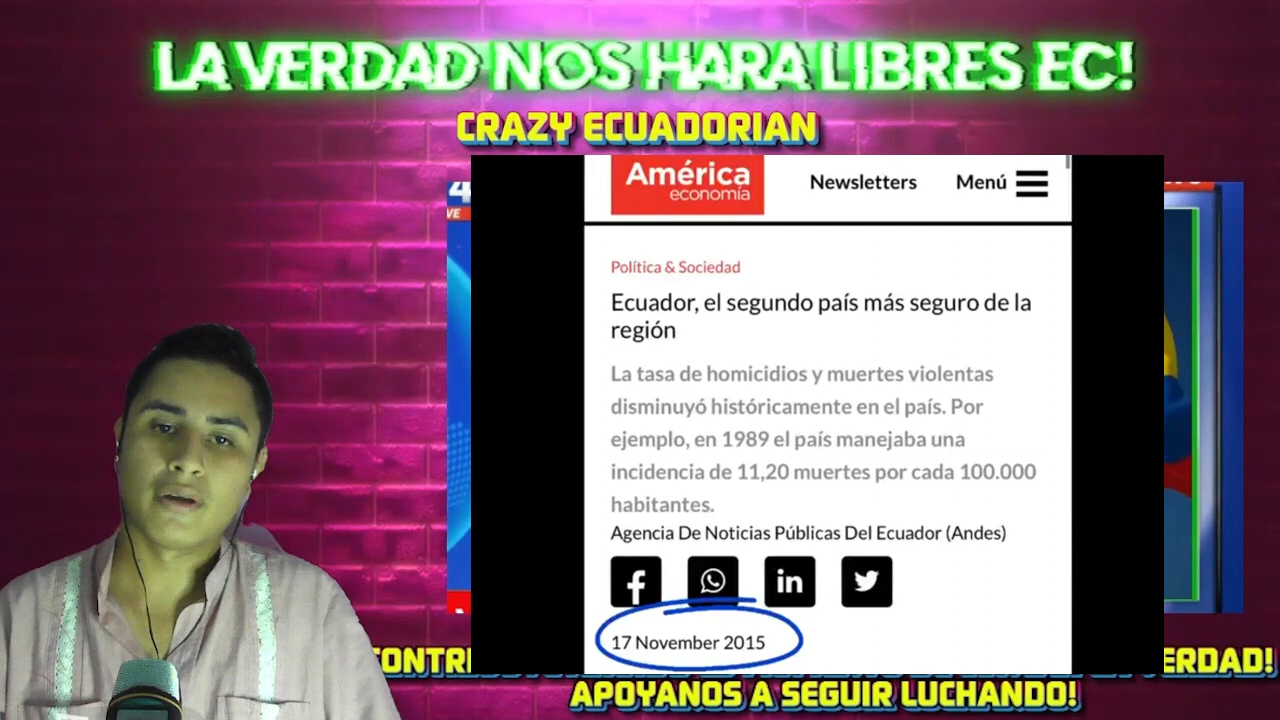 LA VERDAD NOS HARA LIBRES EC!
CRAZY ECUADORIAN
América
economía
Newsletters
Menú
Política & Sociedad
Ecuador, el segundo país más seguro de la
región
La tasa de homicidios y muertes violentas
disminuyó históricamente en el país. Por
ejemplo, en 1989 el país manejaba una
incidencia de 11,20 muertes por cada 100.000
habitantes.
Agencia De Noticias Públicas Del Ecuador (Andes)
17 November 2015
APOYANOS A SEGUIR LUCHANDO!